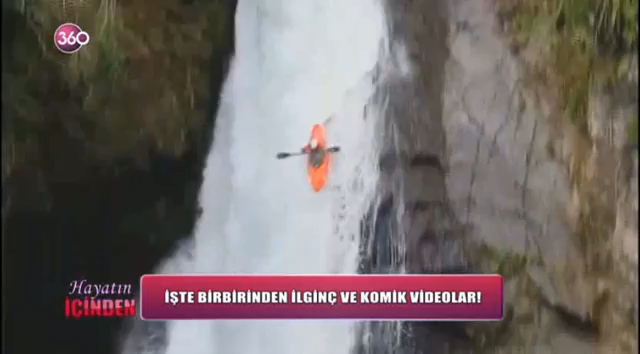 360
Hayatın
İÇİNDEN
İŞTE BİRBİRİNDEN İLGİNÇ VE KOMİK VİDEOLAR!